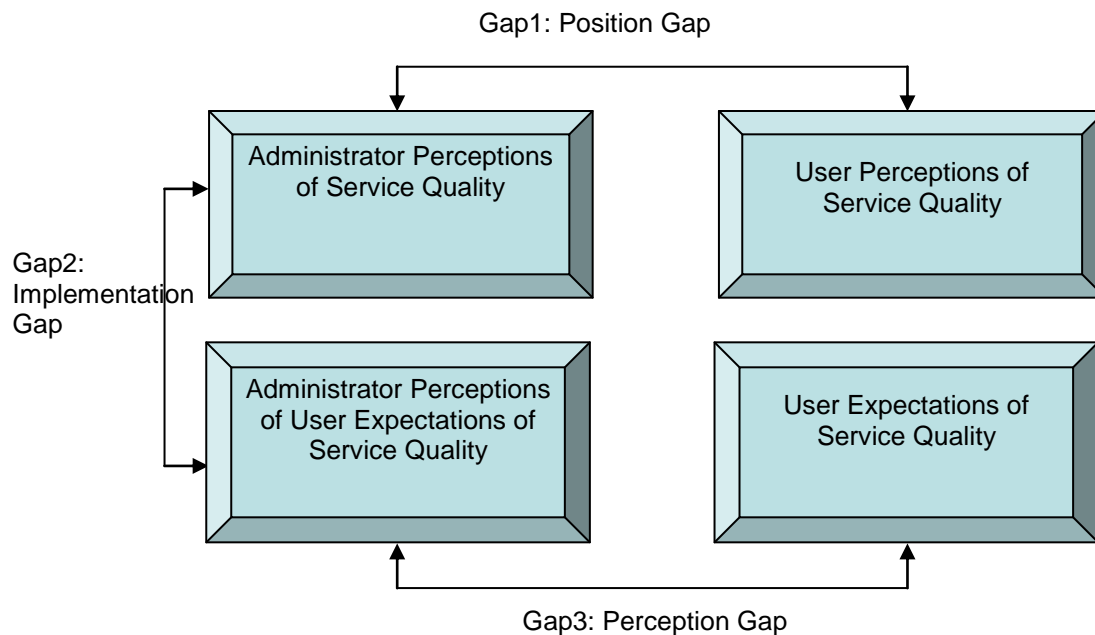 Gap1: Position Gap
Administrator Perceptions
of Service Quality
User Perceptions of
Service Quality
Gap2:
Implementation
Gap
Administrator Perceptions
of User Expectations of
Service Quality
User Expectations of
Service Quality
Gap3: Perception Gap